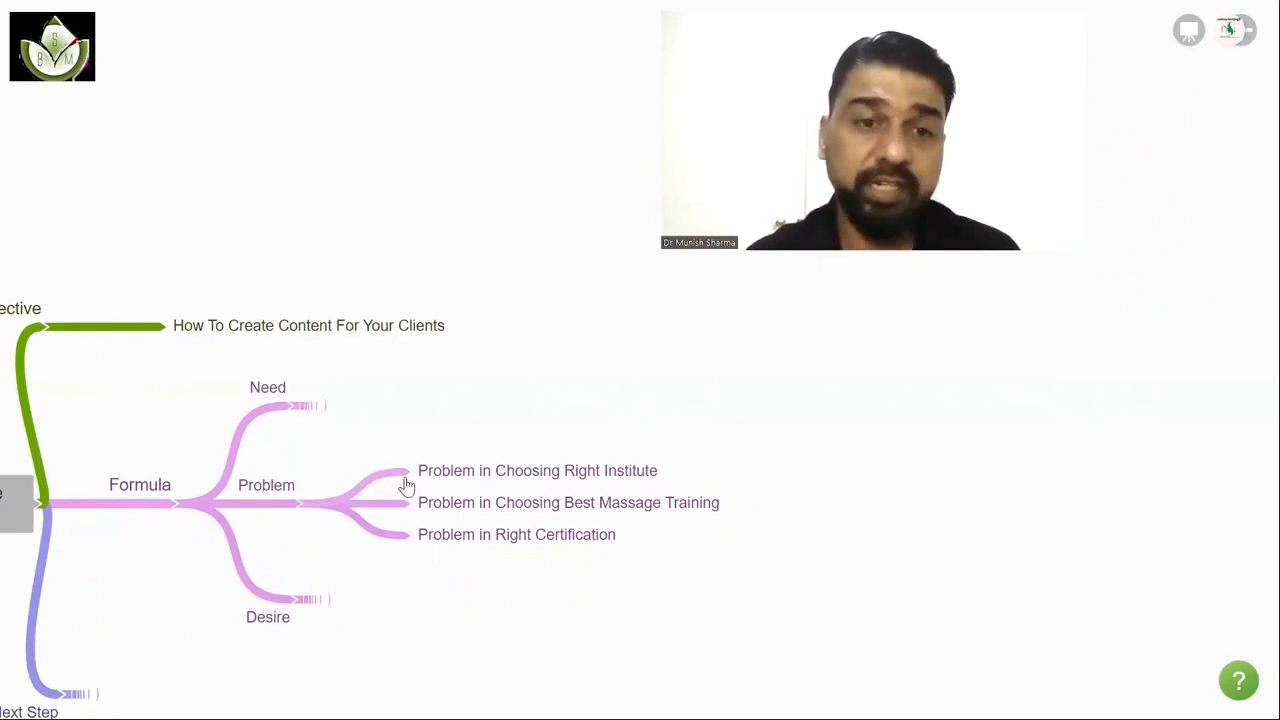 S
B M
Dr Munish Sharma
ective
How To Create Content For Your Clients
Need
Formula
Problem
Problem in Choosing Right Institute
Problem in Choosing Best Massage Training
Problem in Right Certification
Desire
e
Next Step
?